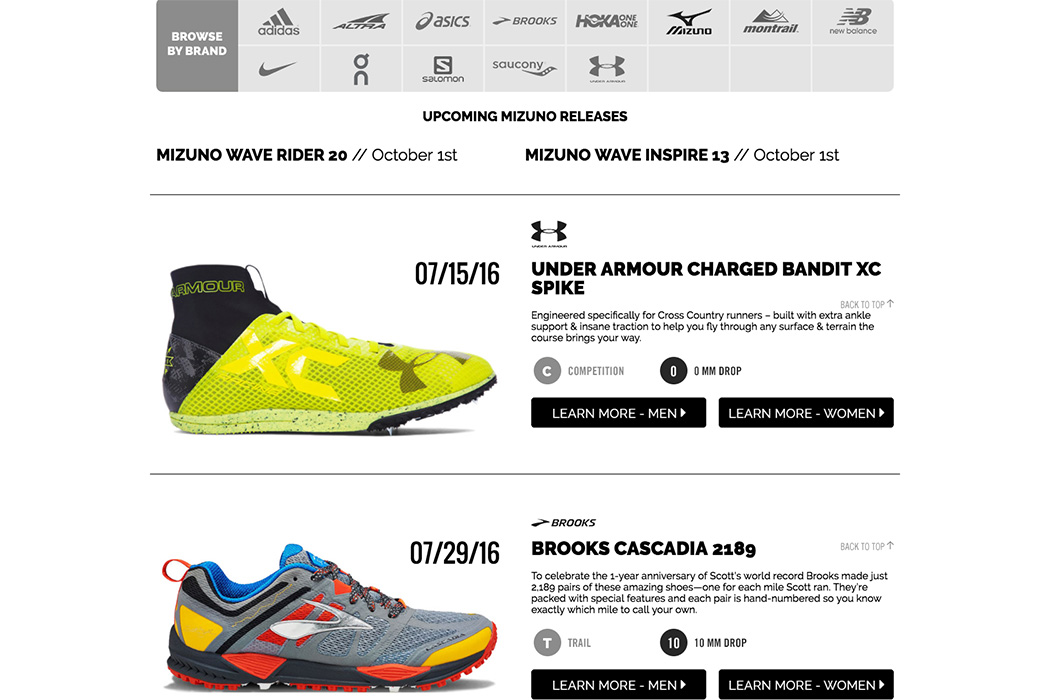 BROWSE
BY BRAND
adidas
ALTRA
asics
BROOKS
HOKA ONE ONE
MIZUNO
montrail
new balance
On
SALOMON
saucony
UNDER ARMOUR
UPCOMING MIZUNO RELEASES
MIZUNO WAVE RIDER 20 // October 1st
MIZUNO WAVE INSPIRE 13 // October 1st
ARMOUR
07/15/16
UNDER ARMOUR
UNDER ARMOUR CHARGED BANDIT XC
SPIKE
BACK TO TOP ↑
Engineered specifically for Cross Country runners – built with extra ankle
support & insane traction to help you fly through any surface & terrain the
course brings your way.
C COMPETITION
0 0 MM DROP
LEARN MORE - MEN
LEARN MORE - WOMEN
07/29/16
BROOKS
BROOKS CASCADIA 2189
BACK TO TOP ↑
To celebrate the 1-year anniversary of Scott's world record Brooks made just
2,189 pairs of these amazing shoes—one for each mile Scott ran. They're
packed with special features and each pair is hand-numbered so you know
exactly which mile to call your own.
CASCADIA
T TRAIL
10 10 MM DROP
LEARN MORE - MEN
LEARN MORE - WOMEN